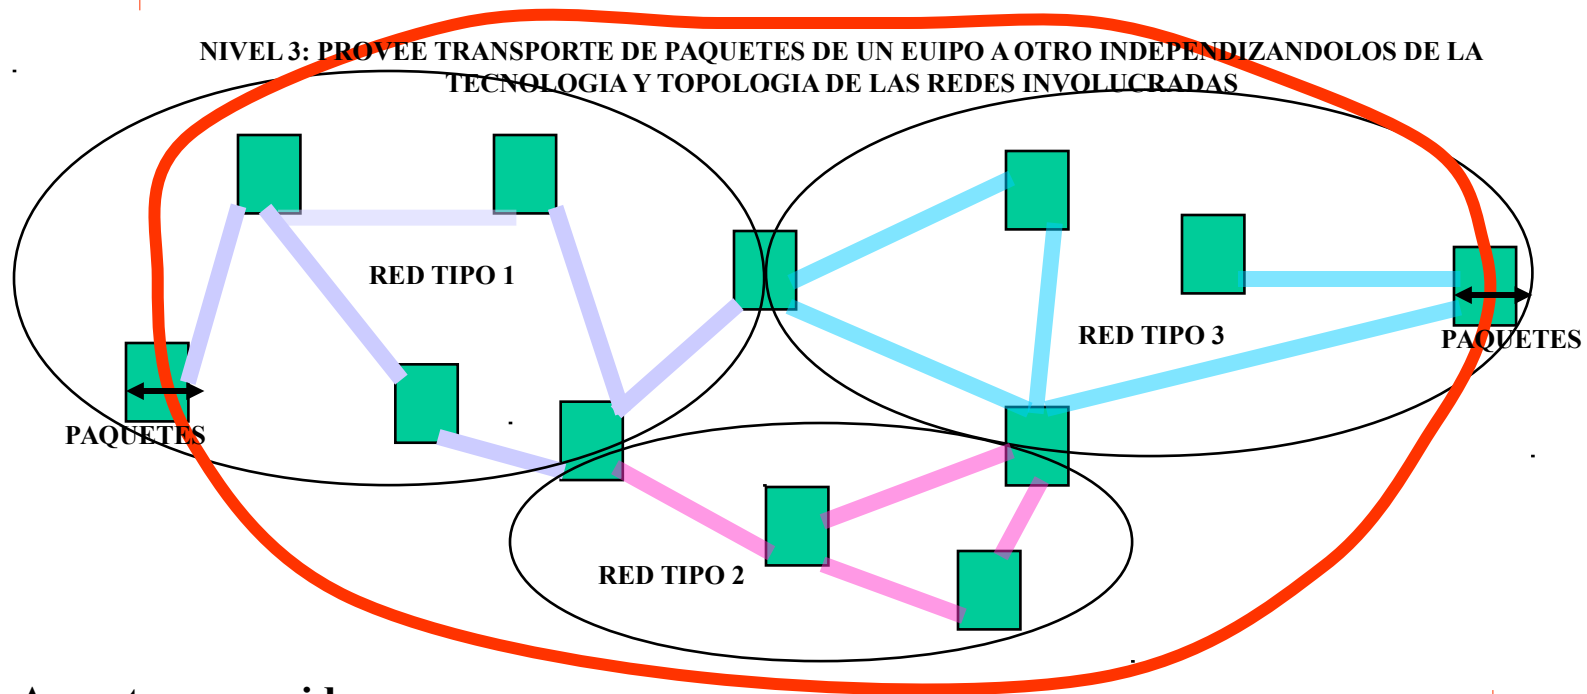 NIVEL 3: PROVEE TRANSPORTE DE PAQUETES DE UN EUIPO A OTRO INDEPENDIZANDOLOS DE LA
TECNOLOGIA Y TOPOLOGIA DE LAS REDES INVOLUCRADAS
RED TIPO 1
RED TIPO 3
PAQUETES
PAQUETES
RED TIPO 2